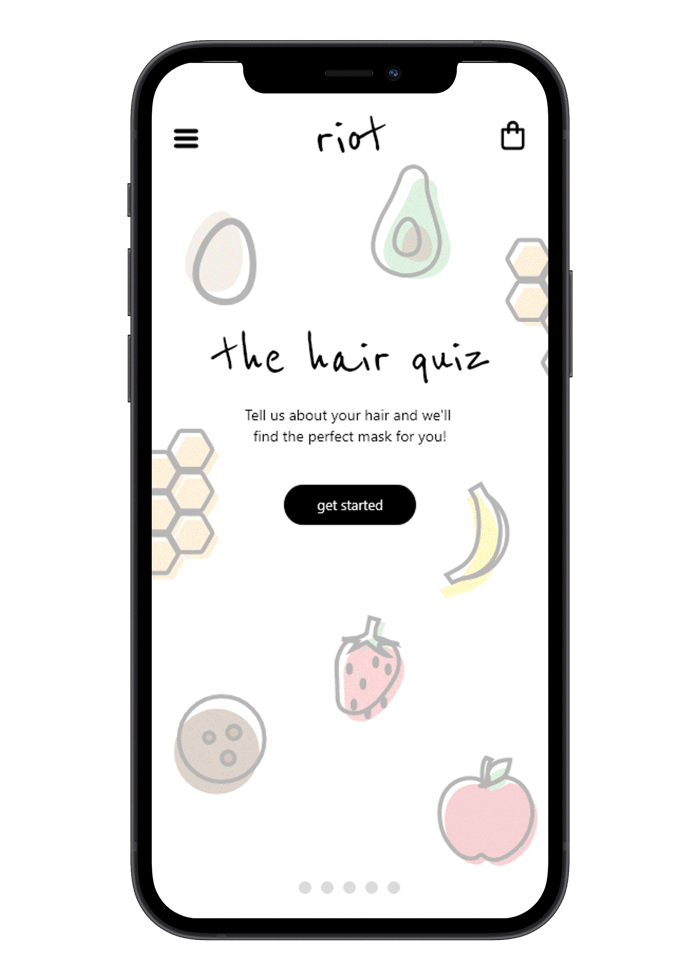 riot
the hair quiz
Tell us about your hair and we'll
find the perfect mask for you!
get started